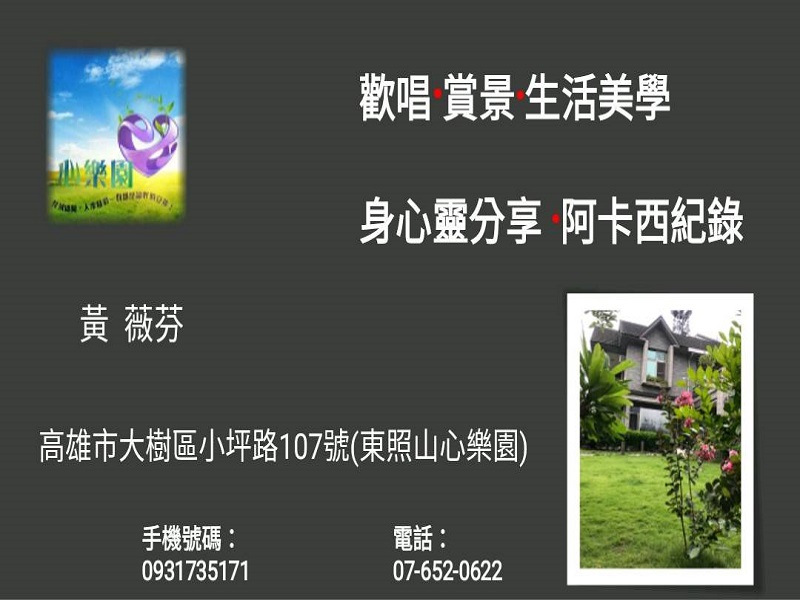 歡唱·賞景·生活美學
心樂園
身心靈分享·阿卡西紀錄
黃 薇芬
高雄市大樹區小坪路107號(東照山心樂園)
手機號碼：
0931735171
電話：
07-652-0622